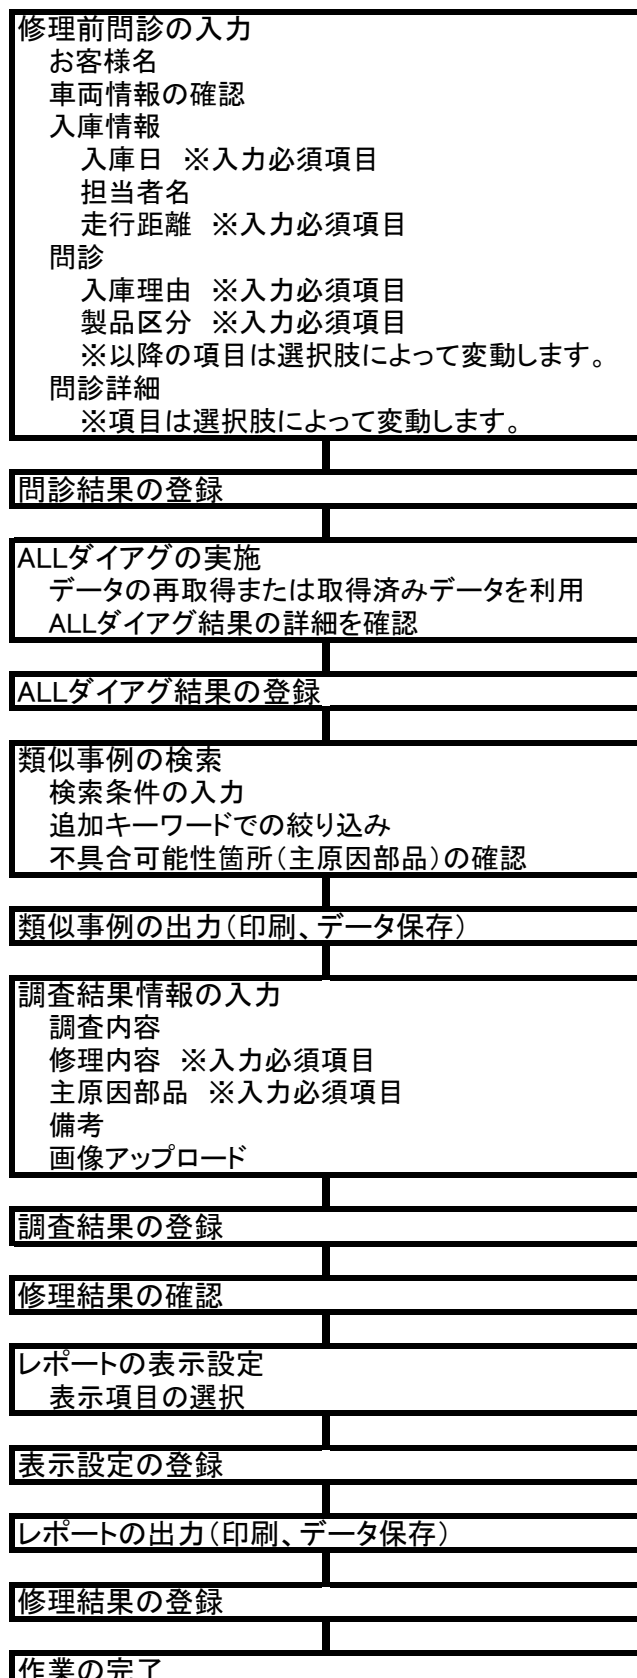 修理前問診の入力
お客様名
車両情報の確認
入庫情報
入庫日 ※入力必須項目
担当者名
走行距離 ※入力必須項目
問診
入庫理由 ※入力必須項目
製品区分 ※入力必須項目
※以降の項目は選択肢によって変動します。
問診詳細
※項目は選択肢によって変動します。
問診結果の登録
ALLダイアグの実施
データの再取得または取得済みデータを利用
ALLダイアグ結果の詳細を確認
ALLダイアグ結果の登録
類似事例の検索
検索条件の入力
追加キーワードでの絞り込み
不具合可能性箇所(主原因部品)の確認
類似事例の出力(印刷、データ保存)
調査結果情報の入力
調査内容
修理内容 ※入力必須項目
主原因部品 ※入力必須項目
備考
画像アップロード
調査結果の登録
修理結果の確認
レポートの表示設定
表示項目の選択
表示設定の登録
レポートの出力(印刷、データ保存)
修理結果の登録
作業の完了